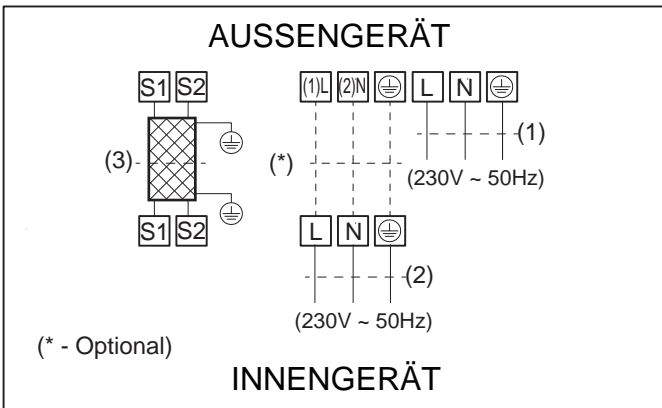 AUSSENGERÄT
S1 S2 (1)L (2)N L N
(3) (*) (1)
(230V ~ 50Hz)
S1 S2 L N
(2)
(230V ~ 50Hz)
(* - Optional)
INNENGERÄT